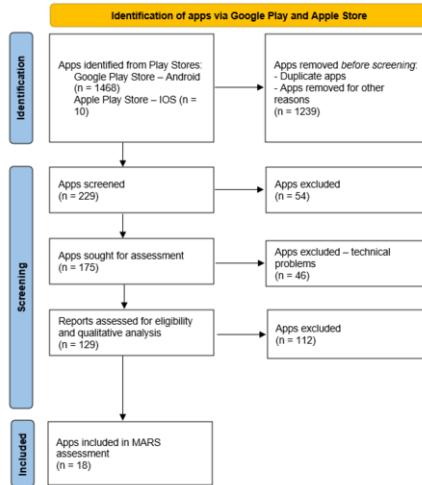 Identification of apps via Google Play and Apple Store
Identification
Apps identified from Play Stores:
Google Play Store – Android
(n = 1468)
Apple Play Store – IOS (n =
10)
Apps removed before screening:
- Duplicate apps
- Apps removed for other
reasons
(n = 1239)
Screening
Apps screened
(n = 229)
Apps excluded
(n = 54)
Apps sought for assessment
(n = 175)
Apps excluded – technical
problems
(n = 46)
Reports assessed for eligibility
and qualitative analysis
(n = 129)
Apps excluded
(n = 112)
Included
Apps included in MARS
assessment
(n = 18)